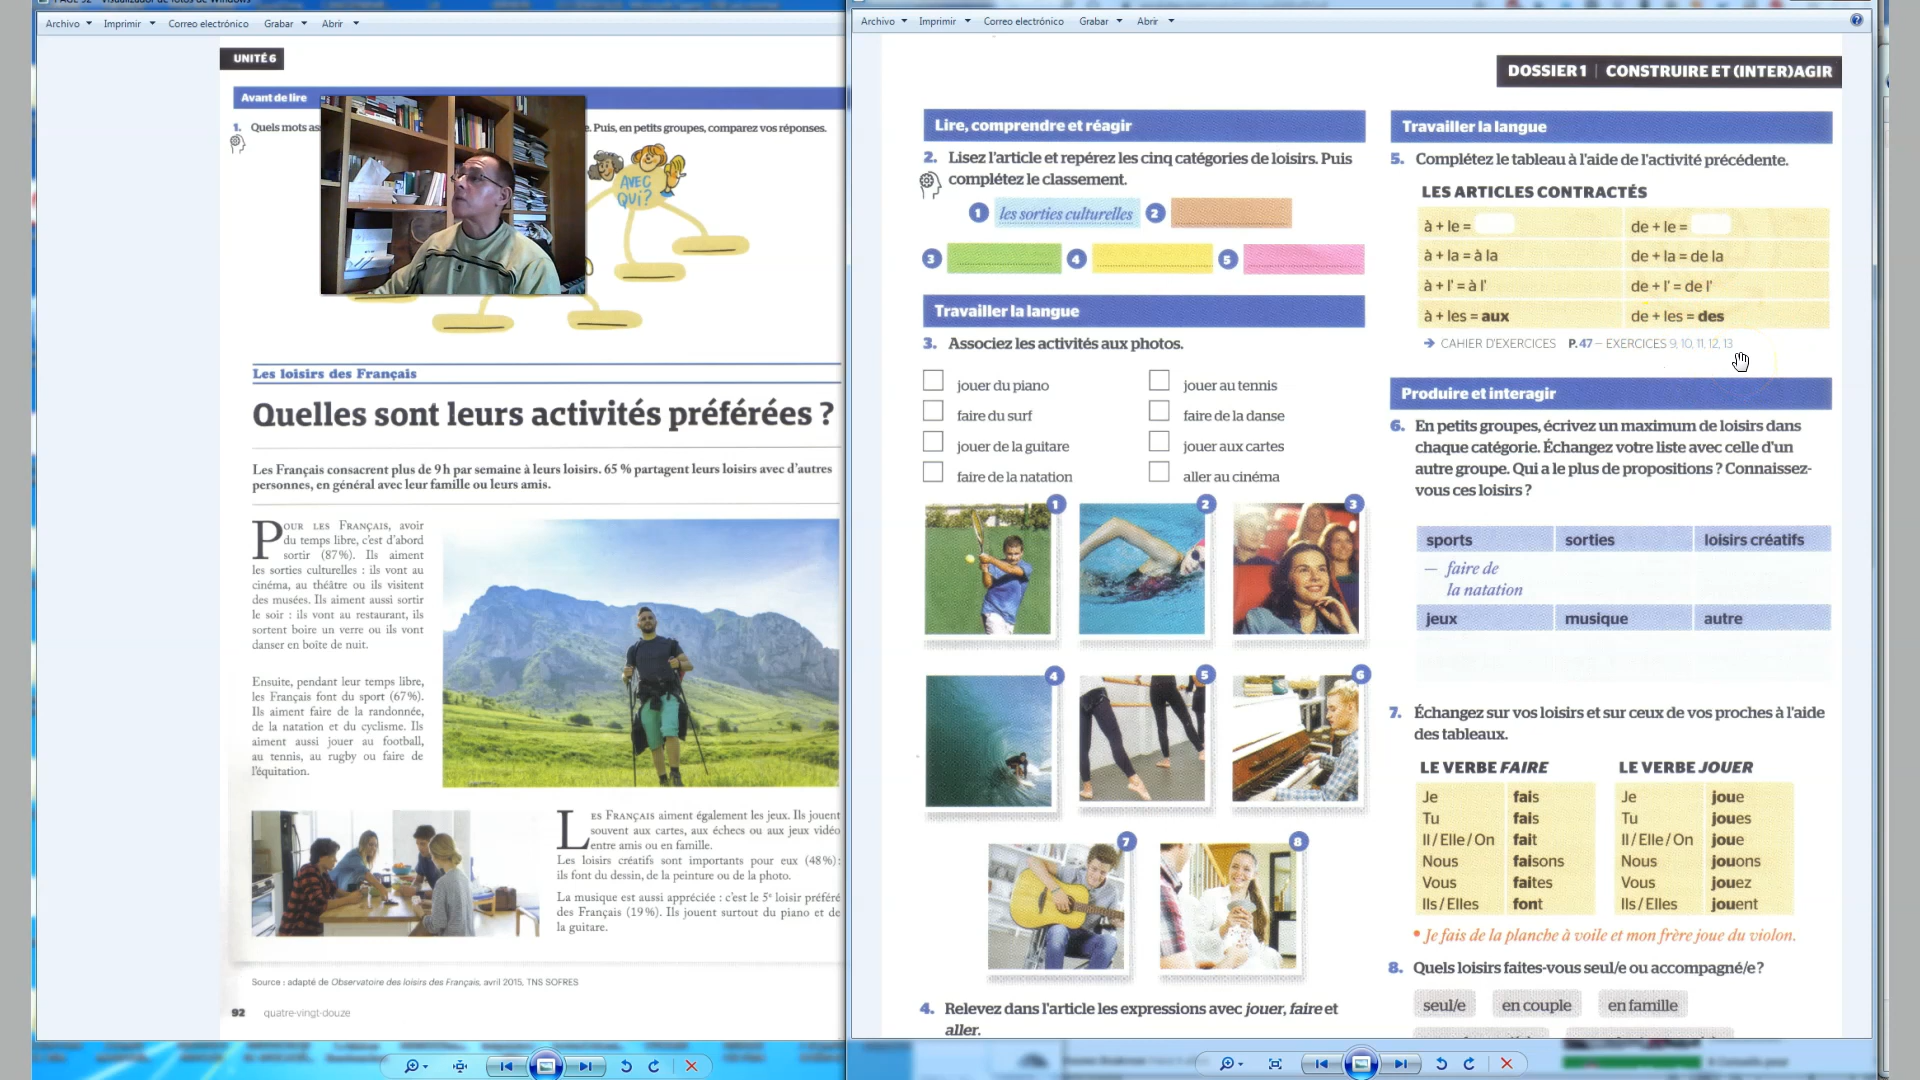 Archivo Imprimir Correo electrónico Grabar Abrir
UNITÉ 6
Avant de lire
1. Quels mots as
e. Puis, en petits groupes, comparez vos réponses.
AVEC
QUI?
Les loisirs des Français
Quelles sont leurs activités préférées ?
Les Français consacrent plus de 9 h par semaine à leurs loisirs. 65 % partagent leurs loisirs avec d'autres
personnes, en général avec leur famille ou leurs amis.
POUR LES FRANÇAIS, avoir
du temps libre, c'est d'abord
sortir (87%). Ils aiment
les sorties culturelles : ils vont au
cinéma, au théâtre ou ils visitent
des musées. Ils aiment aussi sortir
le soir : ils vont au restaurant, ils
sortent boire un verre ou ils vont
danser en boîte de nuit.
Ensuite, pendant leur temps libre,
les Français font du sport (67%).
Ils aiment faire de la randonnée,
de la natation et du cyclisme. Ils
aiment aussi jouer au football,
au tennis, au rugby ou faire de
l'équitation.
LES FRANÇAIS aiment également les jeux. Ils jouent
souvent aux cartes, aux échecs ou aux jeux vidéo
entre amis ou en famille.
Les loisirs créatifs sont importants pour eux (48%) :
ils font du dessin, de la peinture ou de la photo.
La musique est aussi appréciée : c'est le 5e loisir préféré
des Français (19%). Ils jouent surtout du piano et de
la guitare.
Source : adapté de Observatoire des loisirs des Français, avril 2015, TNS SOFRES
92 quatre-vingt-douze
Archivo Imprimir Correo electrónico Grabar Abrir
DOSSIER 1 | CONSTRUIRE ET (INTER)AGIR
Lire, comprendre et réagir
2. Lisez l'article et repérez les cinq catégories de loisirs. Puis
complétez le classement.
1 les sorties culturelles 2
3 4 5
Travailler la langue
3. Associez les activités aux photos.
jouer du piano jouer au tennis
faire du surf faire de la danse
jouer de la guitare jouer aux cartes
faire de la natation aller au cinéma
1 2 3
4 5 6
7 8
4. Relevez dans l'article les expressions avec jouer, faire et
aller.
Travailler la langue
5. Complétez le tableau à l'aide de l'activité précédente.
LES ARTICLES CONTRACTÉS
à + le = de + le =
à + la = à la de + la = de la
à + l' = à l' de + l' = de l'
à + les = aux de + les = des
→ CAHIER D'EXERCICES P. 47 – EXERCICES 9, 10, 11, 12, 13
Produire et interagir
6. En petits groupes, écrivez un maximum de loisirs dans
chaque catégorie. Échangez votre liste avec celle d'un
autre groupe. Qui a le plus de propositions ? Connaissez-
vous ces loisirs ?
sports sorties loisirs créatifs
— faire de
la natation
jeux musique autre
7. Échangez sur vos loisirs et sur ceux de vos proches à l'aide
des tableaux.
LE VERBE FAIRE LE VERBE JOUER
Je fais Je joue
Tu fais Tu joues
Il / Elle / On fait Il / Elle / On joue
Nous faisons Nous jouons
Vous faites Vous jouez
Ils / Elles font Ils / Elles jouent
• Je fais de la planche à voile et mon frère joue du violon.
8. Quels loisirs faites-vous seul/e ou accompagné/e ?
seul/e en couple en famille